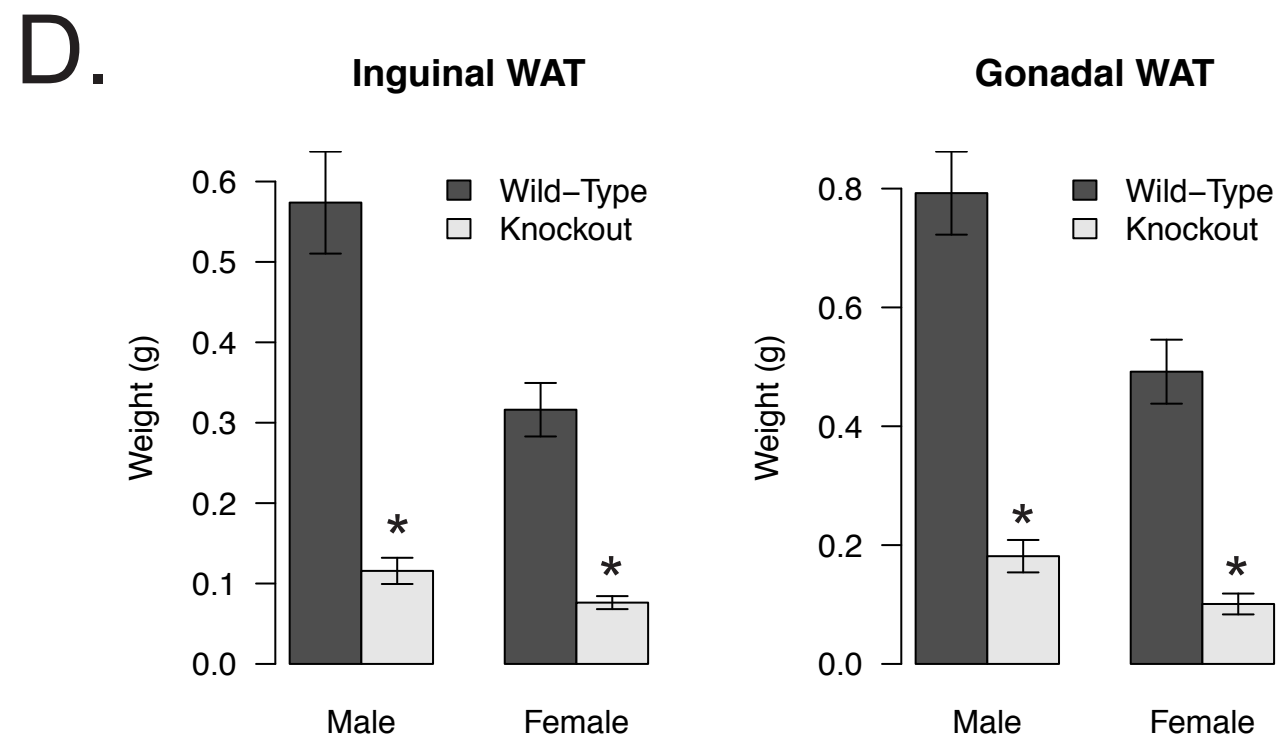 D.
Inguinal WAT
Wild–Type
Knockout
Weight (g)
0.6
0.5
0.4
0.3
0.2
0.1
0.0
*
*
Male Female
Gonadal WAT
Wild–Type
Knockout
Weight (g)
0.8
0.6
0.4
0.2
0.0
*
*
Male Female